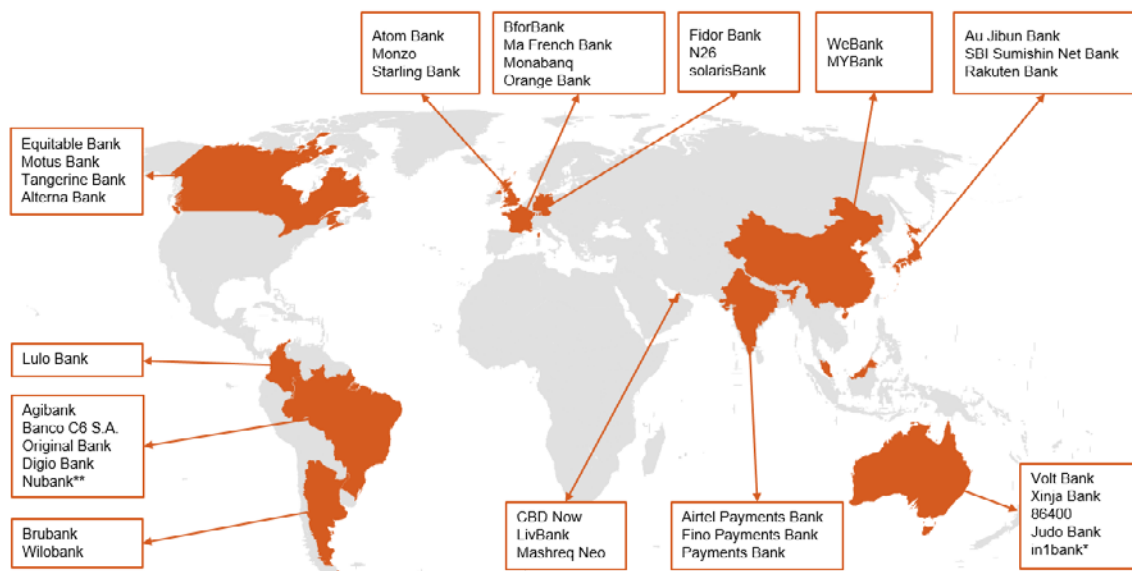 Atom Bank
Monzo
Starling Bank
BforBank
Ma French Bank
Monabanq
Orange Bank
Fidor Bank
N26
solarisBank
WeBank
MYBank
Au Jibun Bank
SBI Sumishin Net Bank
Rakuten Bank
Equitable Bank
Motus Bank
Tangerine Bank
Alterna Bank
Lulo Bank
Agibank
Banco C6 S.A.
Original Bank
Digio Bank
Nubank**
Brubank
Wilobank
CBD Now
LivBank
Mashreq Neo
Airtel Payments Bank
Fino Payments Bank
Payments Bank
Volt Bank
Xinja Bank
86400
Judo Bank
in1bank*